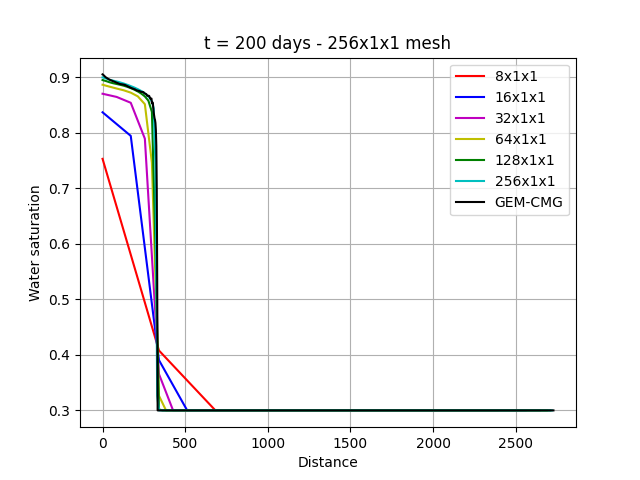 t = 200 days - 256x1x1 mesh
Water saturation
0.9
0.8
0.7
0.6
0.5
0.4
0.3
0
500
1000
1500
2000
2500
Distance
8x1x1
16x1x1
32x1x1
64x1x1
128x1x1
256x1x1
GEM-CMG